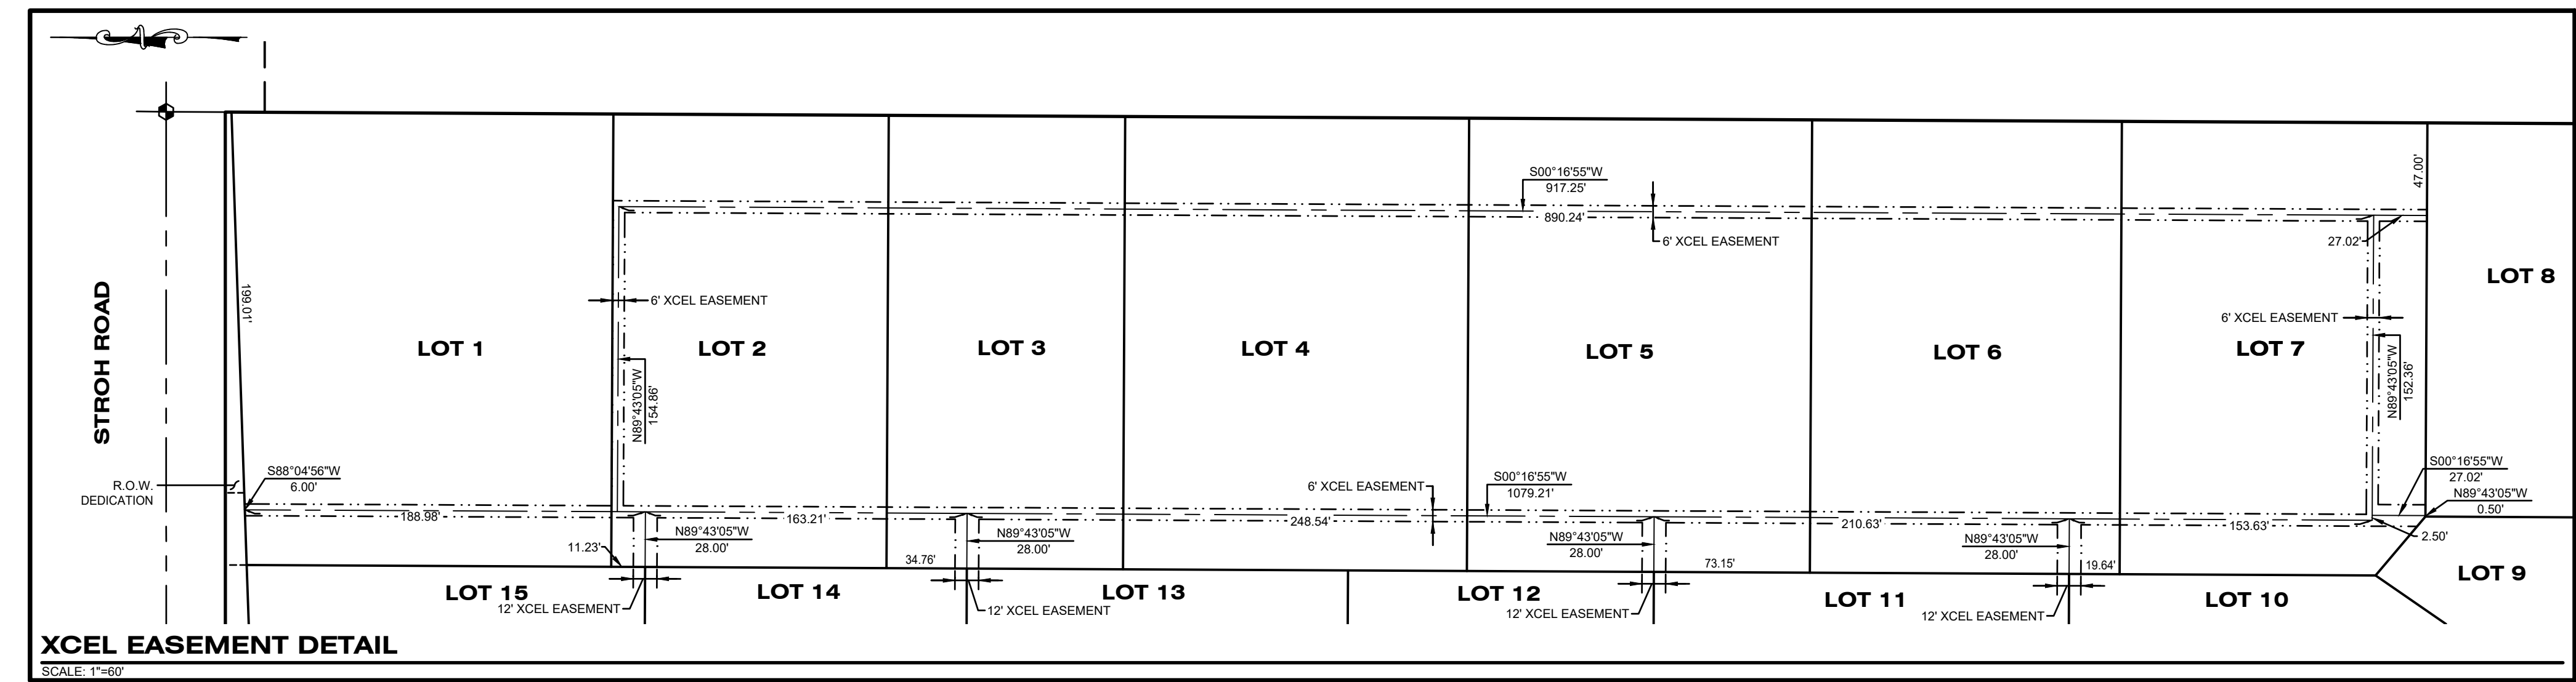 S00°16'55"W
917.25'
890.24'
6' XCEL EASEMENT
47.00'
27.02'
199.01'
STROH ROAD
LOT 1
6' XCEL EASEMENT
LOT 2
LOT 3
LOT 4
LOT 5
LOT 6
6' XCEL EASEMENT
LOT 7
LOT 8
N89°43'05"W
154.86'
N89°43'05"W
152.36'
R.O.W.
DEDICATION
S88°04'56"W
6.00'
188.98'
163.21'
6' XCEL EASEMENT
248.54'
S00°16'55"W
1079.21'
210.63'
153.63'
S00°16'55"W
27.02'
N89°43'05"W
0.50'
2.50'
11.23'
N89°43'05"W
28.00'
34.76'
N89°43'05"W
28.00'
N89°43'05"W
28.00'
73.15'
N89°43'05"W
28.00'
19.64'
LOT 15
12' XCEL EASEMENT
LOT 14
12' XCEL EASEMENT
LOT 13
LOT 12
12' XCEL EASEMENT
LOT 11
12' XCEL EASEMENT
LOT 10
LOT 9
XCEL EASEMENT DETAIL
SCALE: 1"=60'